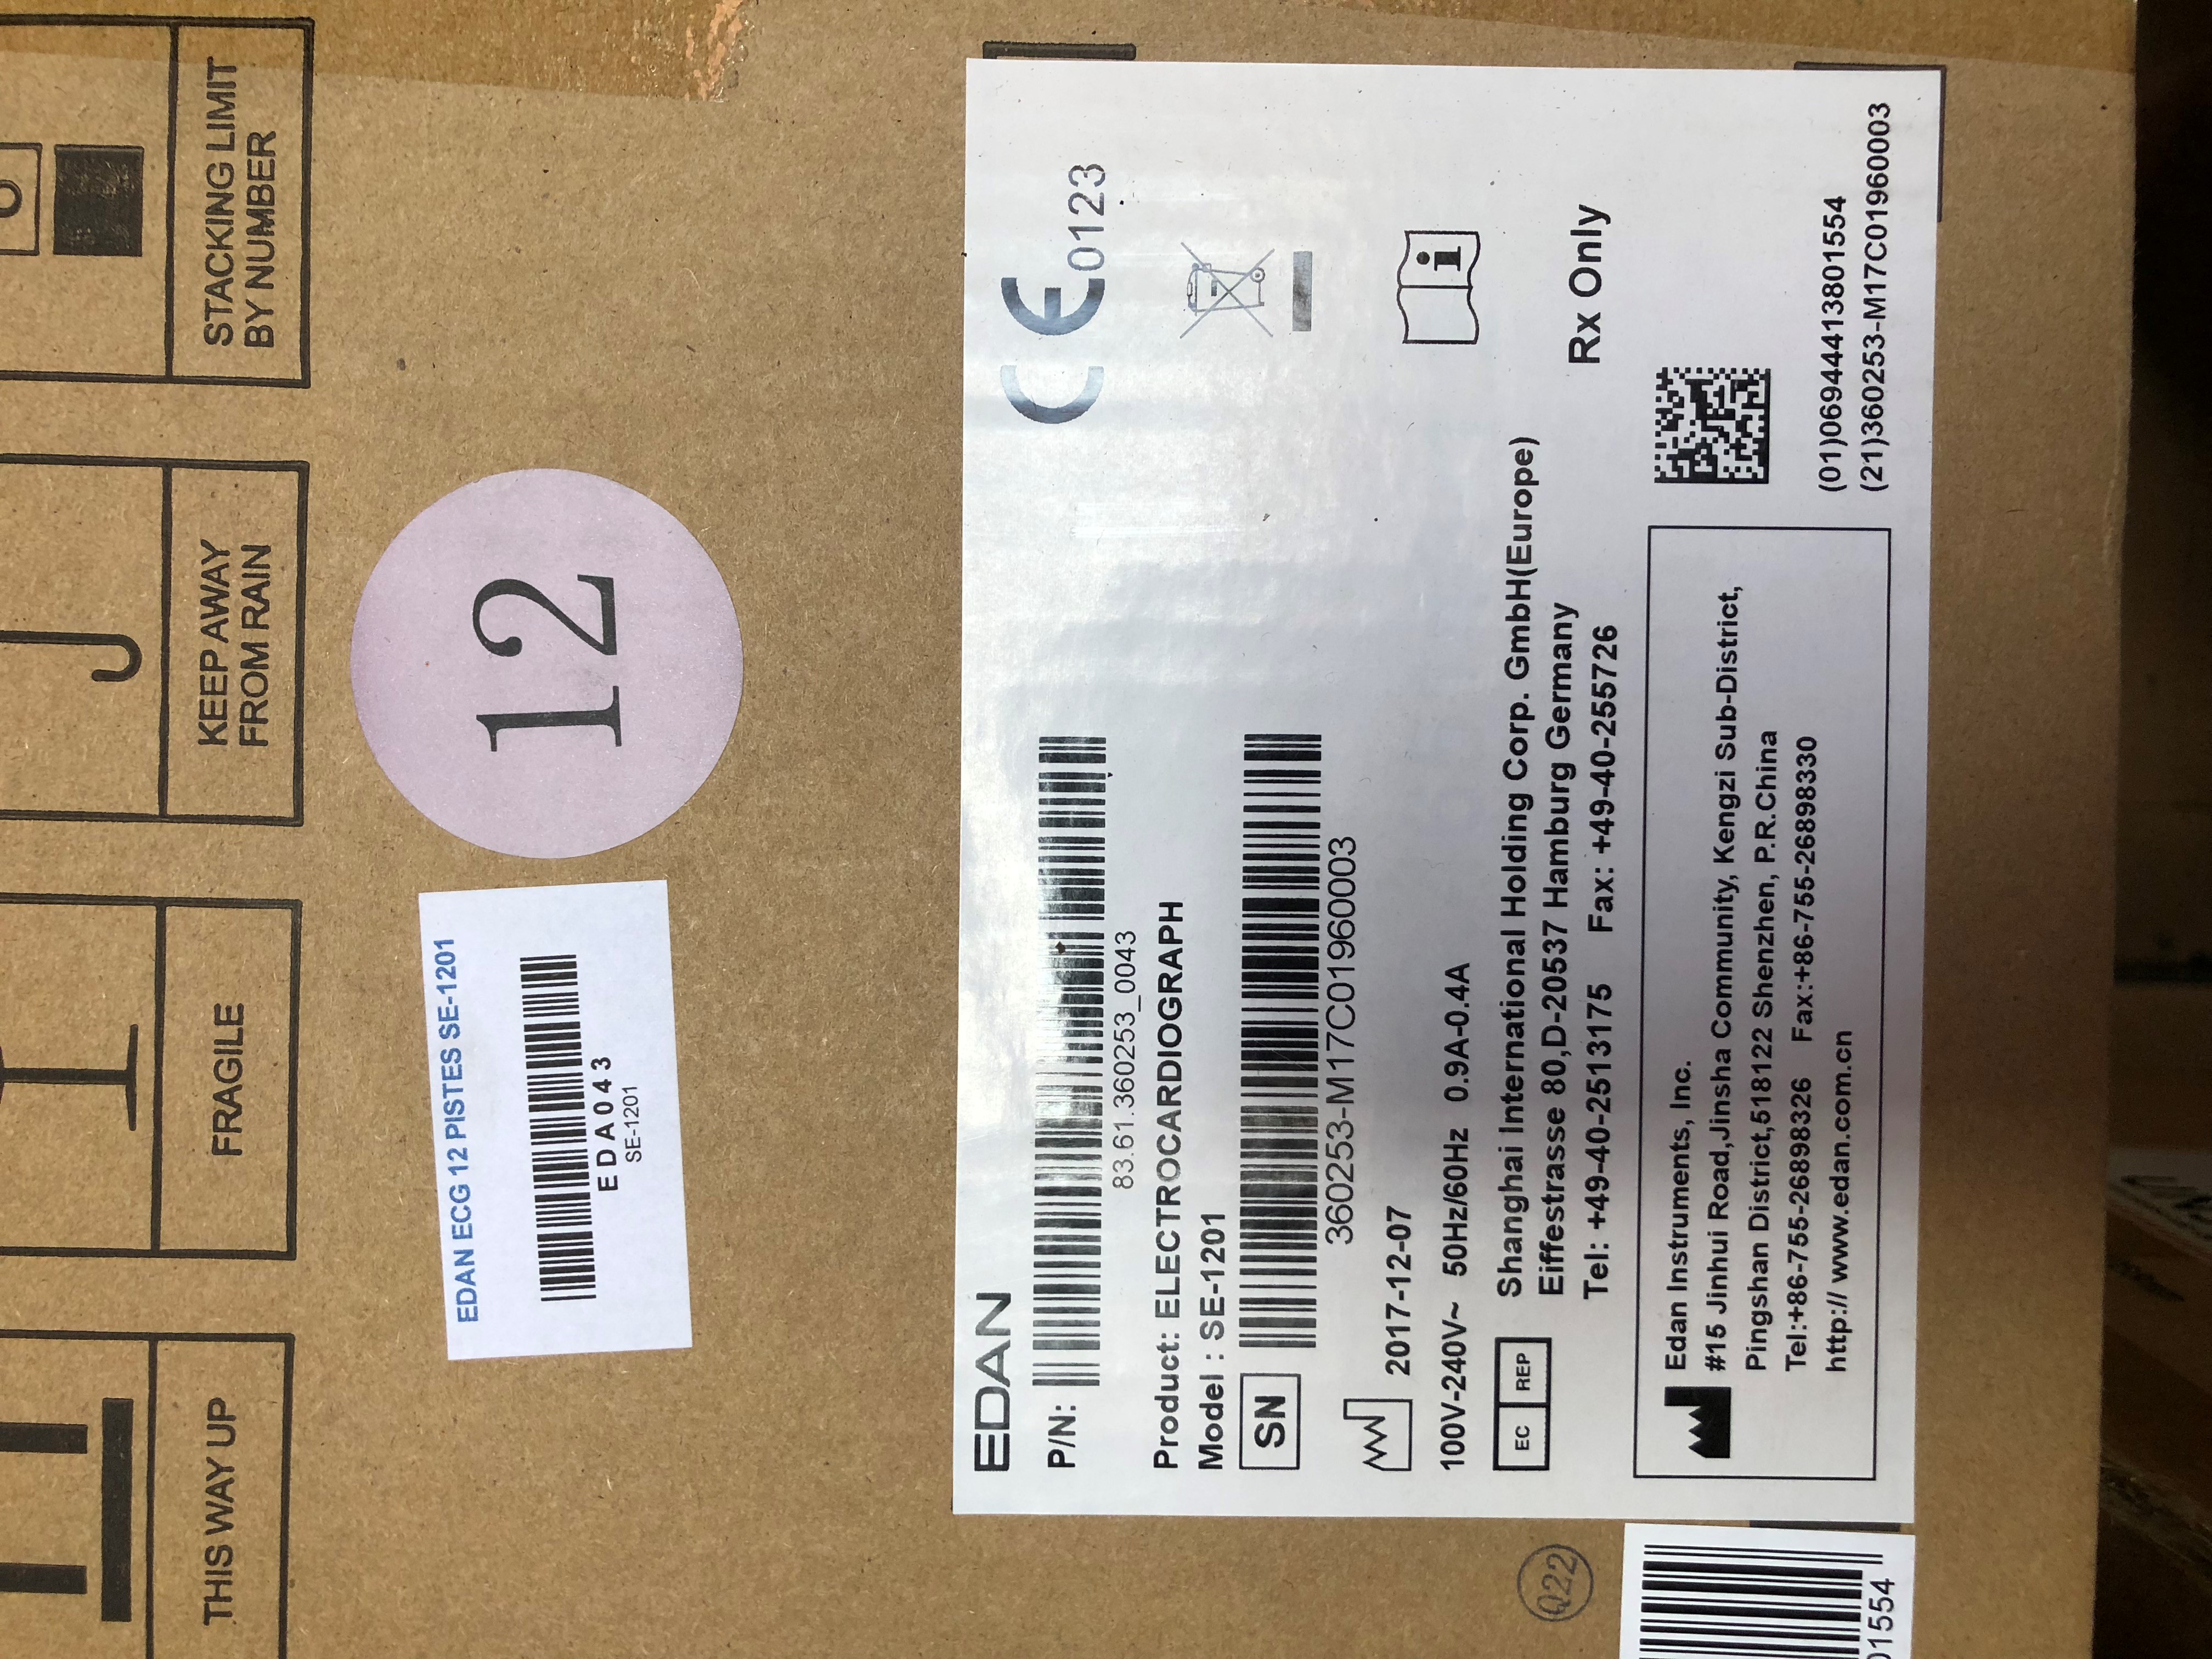 THIS WAY UP
FRAGILE
KEEP AWAY
FROM RAIN
STACKING LIMIT
BY NUMBER
EDAN ECG 12 PISTES SE-1201
EDA043
SE-1201
12
EDAN
P/N:
83.61.360253_0043
CE0123
Product: ELECTROCARDIOGRAPH
Model : SE-1201
SN
360253-M17C01960003
2017-12-07
100V-240V~ 50Hz/60Hz 0.9A-0.4A
EC REP
Shanghai International Holding Corp. GmbH(Europe)
Eiffestrasse 80,D-20537 Hamburg Germany
Tel: +49-40-2513175 Fax: +49-40-255726
Rx Only
Edan Instruments, Inc.
#15 Jinhui Road,Jinsha Community, Kengzi Sub-District,
Pingshan District,518122 Shenzhen, P.R.China
Tel:+86-755-26898326 Fax:+86-755-26898330
http:// www.edan.com.cn
(01)06944413801554
(21)360253-M17C01960003
Q22
01554